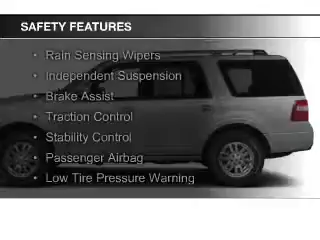 SAFETY FEATURES
• Rain Sensing Wipers
• Independent Suspension
• Brake Assist
• Traction Control
• Stability Control
• Passenger Airbag
• Low Tire Pressure Warning